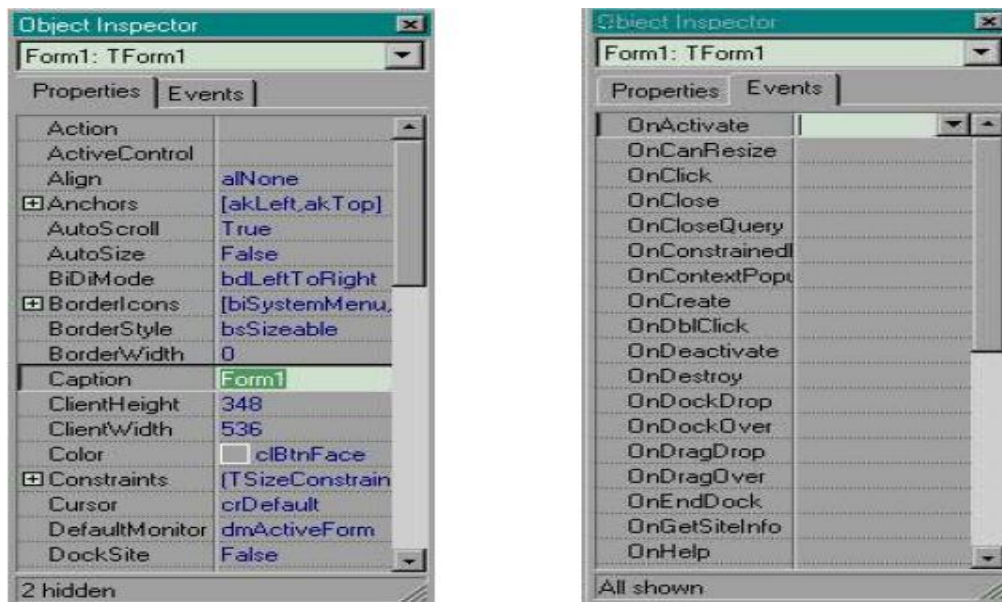 Object Inspector
Form1: TForm1
Properties Events
Action
ActiveControl
Align alNone
Anchors [akLeft,akTop]
AutoScroll True
AutoSize False
BiDiMode bdLeftToRight
BorderIcons [biSystemMenu,
BorderStyle bsSizeable
BorderWidth 0
Caption Form1
ClientHeight 348
ClientWidth 536
Color clBtnFace
Constraints (TSizeConstrain
Cursor crDefault
DefaultMonitor dmActiveForm
DockSite False
2 hidden
Object Inspector
Form1: TForm1
Properties Events
OnActivate
OnCanResize
OnClick
OnClose
OnCloseQuery
OnConstrainedI
OnContextPopu
OnCreate
OnDblClick
OnDeactivate
OnDestroy
OnDockDrop
OnDockOver
OnDragDrop
OnDragOver
OnEndDock
OnGetSiteInfo
OnHelp
All shown